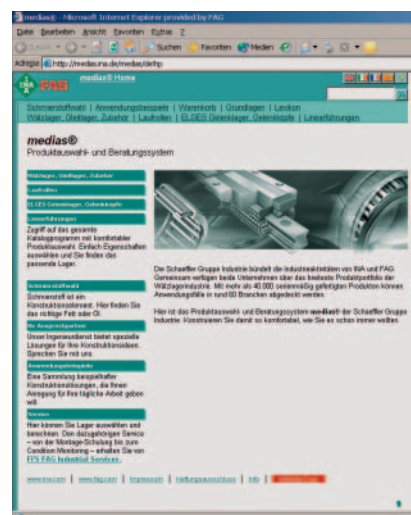 medias® - Microsoft Internet Explorer provided by FAG
Datei Bearbeiten Ansicht Favoriten Extras ?
Suchen Favoriten Medien
Adresse http://medias.ina.de/medias/de!hp
INA FAG medias® Home
Schmierstoffwahl | Anwendungsbeispiele | Warenkorb | Grundlagen | Lexikon
Wälzlager, Gleitlager, Zubehör | Laufrollen | ELGES Gelenklager, Gelenkköpfe | Linearführungen
medias®
Produktauswahl- und Beratungssystem
Wälzlager, Gleitlager, Zubehör
Laufrollen
ELGES Gelenklager, Gelenkköpfe
Linearführungen
Zugriff auf das gesamte
Katalogprogramm mit komfortabler
Produktauswahl. Einfach Eigenschaften
auswählen und Sie finden das
passende Lager.
Schmierstoffwahl
Schmierstoff ist ein
Konstruktionselement. Hier finden Sie
das richtige Fett oder Öl.
Ihr Ansprechpartner
Unser Ingenieurdienst bietet spezielle
Lösungen für Ihre Konstruktionsideen.
Sprechen Sie mit uns.
Anwendungsbeispiele
Eine Sammlung beispielhafter
Konstruktionslösungen, die Ihnen
Anregung für Ihre tägliche Arbeit geben
will.
Service
Hier können Sie Lager auswählen und
berechnen. Den dazugehörigen Service
– von der Montage-Schulung bis zum
Condition Monitoring – erhalten Sie von
F'IS FAG Industrial Services.
Die Schaeffler Gruppe Industrie bündelt die Industrieaktivitäten von INA und FAG
Gemeinsam verfügen beide Unternehmen über das breiteste Produktportfolio der
Wälzlagerindustrie. Mit mehr als 40.000 serienmäßig gefertigten Produkten können
Anwendungsfälle in rund 60 Branchen abgedeckt werden.
Hier ist das Produktauswahl- und Beratungssystem medias® der Schaeffler Gruppe
Industrie. Konstruieren Sie damit so komfortabel, wie Sie es schon immer wollten.
www.ina.com | www.fag.com | Impressum | Haftungsausschluss | Info |